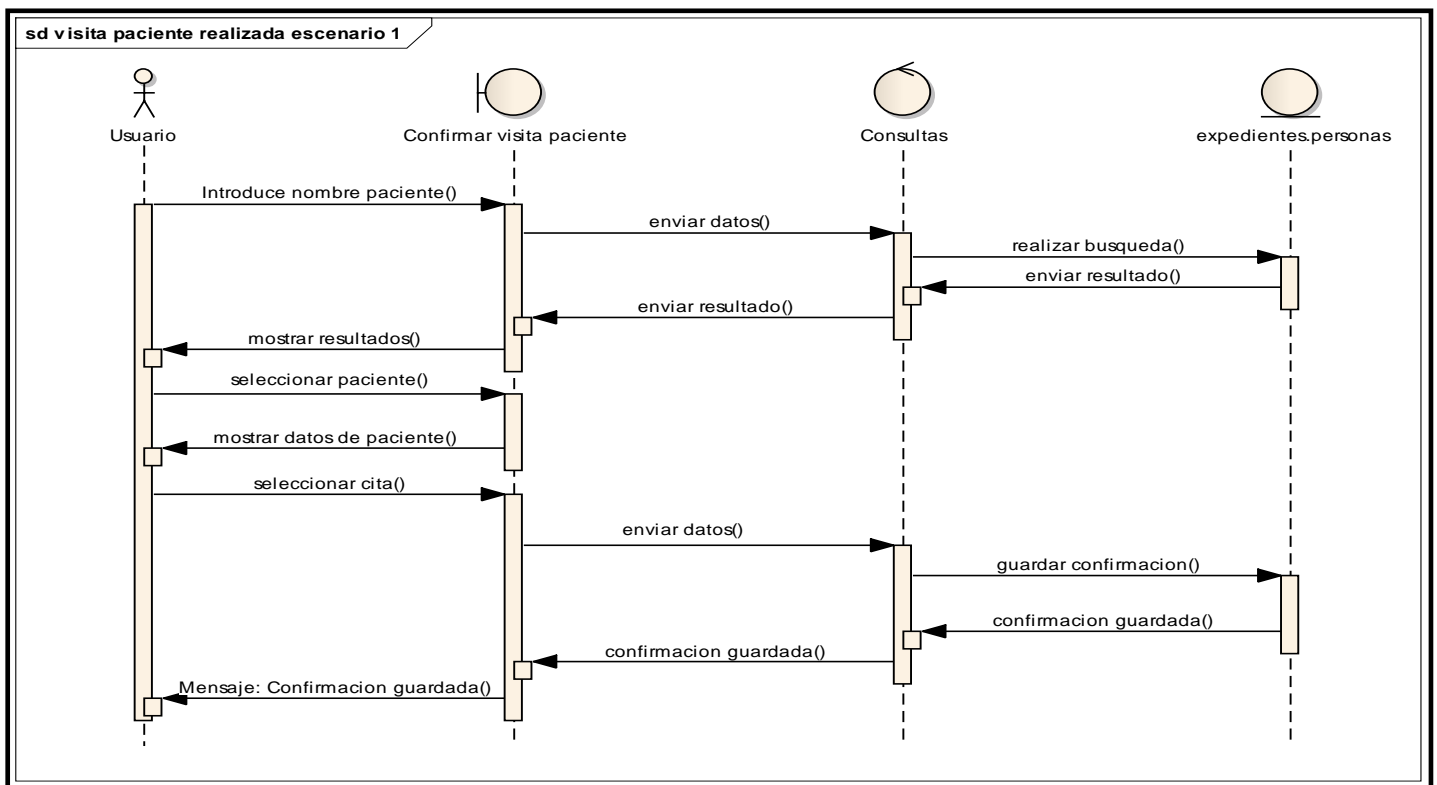 sd visita paciente realizada escenario 1
Usuario
Confirmar visita paciente
Consultas
expedientes.personas
Introduce nombre paciente()
enviar datos()
realizar busqueda()
enviar resultado()
enviar resultado()
mostrar resultados()
seleccionar paciente()
mostrar datos de paciente()
seleccionar cita()
enviar datos()
guardar confirmacion()
confirmacion guardada()
confirmacion guardada()
Mensaje: Confirmacion guardada()